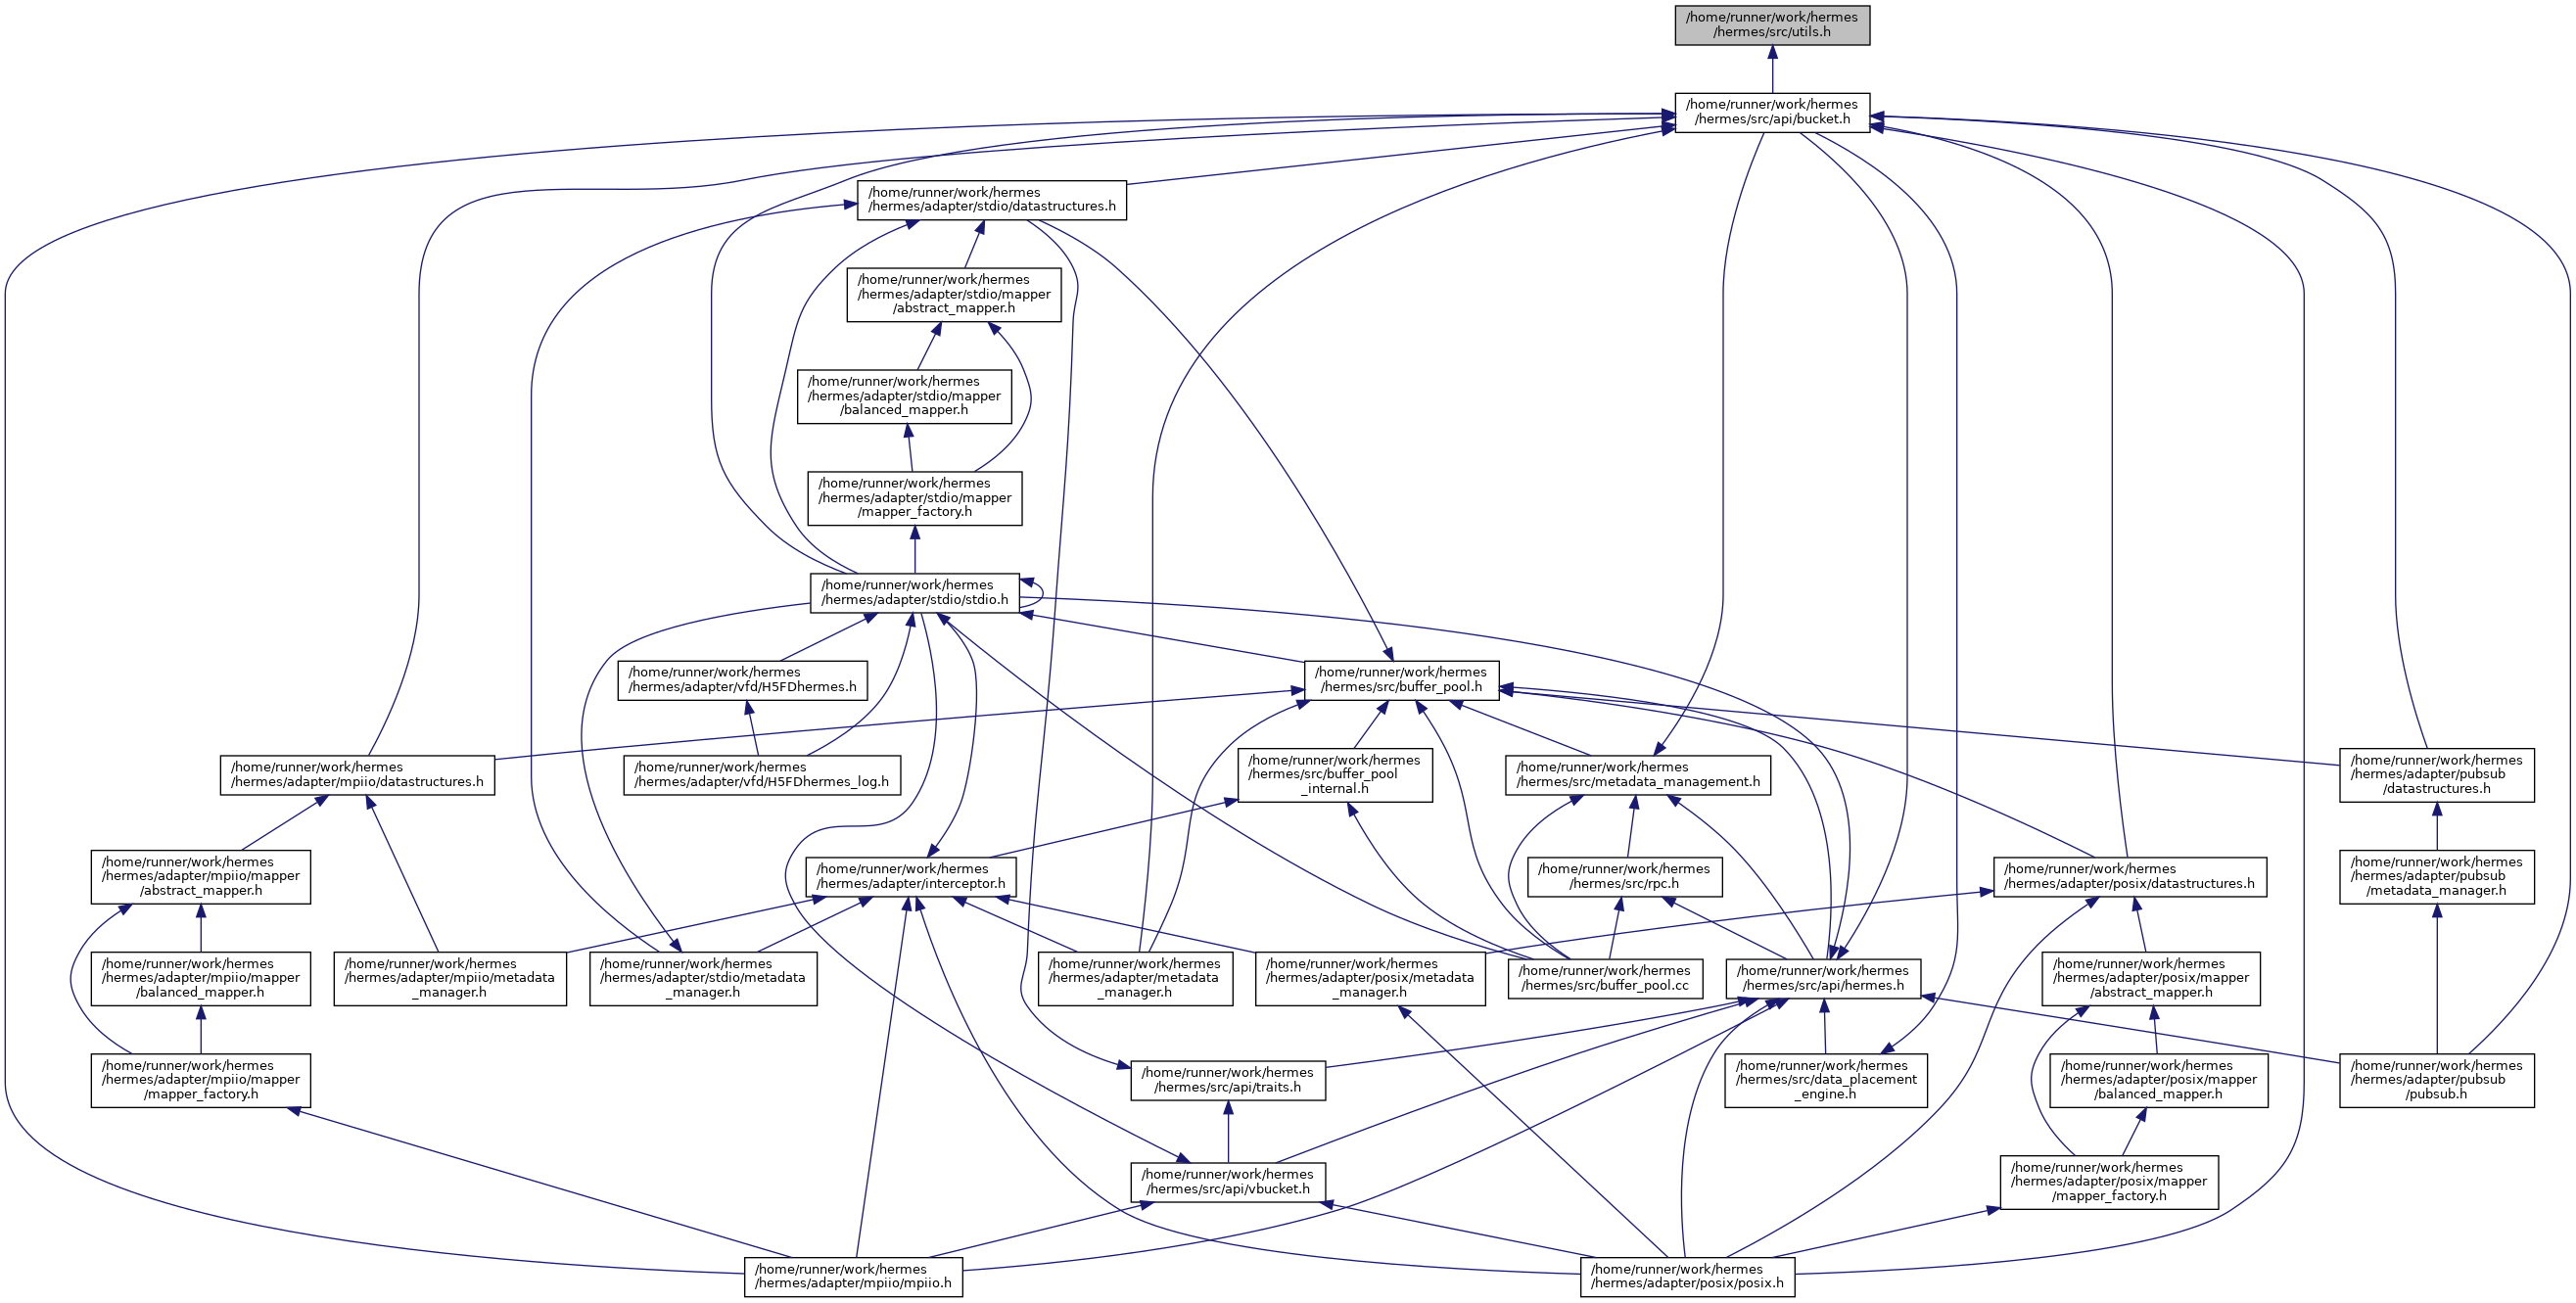 /home/runner/work/hermes
/hermes/src/utils.h
/home/runner/work/hermes
/hermes/src/api/bucket.h
/home/runner/work/hermes
/hermes/adapter/stdio/datastructures.h
/home/runner/work/hermes
/hermes/adapter/stdio/mapper
/abstract_mapper.h
/home/runner/work/hermes
/hermes/adapter/stdio/mapper
/balanced_mapper.h
/home/runner/work/hermes
/hermes/adapter/stdio/mapper
/mapper_factory.h
/home/runner/work/hermes
/hermes/adapter/stdio/stdio.h
/home/runner/work/hermes
/hermes/adapter/vfd/H5FDhermes.h
/home/runner/work/hermes
/hermes/src/buffer_pool.h
/home/runner/work/hermes
/hermes/adapter/mpiio/datastructures.h
/home/runner/work/hermes
/hermes/adapter/vfd/H5FDhermes_log.h
/home/runner/work/hermes
/hermes/src/buffer_pool
_internal.h
/home/runner/work/hermes
/hermes/src/metadata_management.h
/home/runner/work/hermes
/hermes/adapter/pubsub
/datastructures.h
/home/runner/work/hermes
/hermes/adapter/mpiio/mapper
/abstract_mapper.h
/home/runner/work/hermes
/hermes/adapter/interceptor.h
/home/runner/work/hermes
/hermes/src/rpc.h
/home/runner/work/hermes
/hermes/adapter/posix/datastructures.h
/home/runner/work/hermes
/hermes/adapter/pubsub
/metadata_manager.h
/home/runner/work/hermes
/hermes/adapter/mpiio/mapper
/balanced_mapper.h
/home/runner/work/hermes
/hermes/adapter/mpiio/metadata
_manager.h
/home/runner/work/hermes
/hermes/adapter/stdio/metadata
_manager.h
/home/runner/work/hermes
/hermes/adapter/metadata
_manager.h
/home/runner/work/hermes
/hermes/adapter/posix/metadata
_manager.h
/home/runner/work/hermes
/hermes/src/buffer_pool.cc
/home/runner/work/hermes
/hermes/src/api/hermes.h
/home/runner/work/hermes
/hermes/adapter/posix/mapper
/abstract_mapper.h
/home/runner/work/hermes
/hermes/adapter/mpiio/mapper
/mapper_factory.h
/home/runner/work/hermes
/hermes/src/api/traits.h
/home/runner/work/hermes
/hermes/src/data_placement
_engine.h
/home/runner/work/hermes
/hermes/adapter/posix/mapper
/balanced_mapper.h
/home/runner/work/hermes
/hermes/adapter/pubsub
/pubsub.h
/home/runner/work/hermes
/hermes/src/api/vbucket.h
/home/runner/work/hermes
/hermes/adapter/posix/mapper
/mapper_factory.h
/home/runner/work/hermes
/hermes/adapter/mpiio/mpiio.h
/home/runner/work/hermes
/hermes/adapter/posix/posix.h